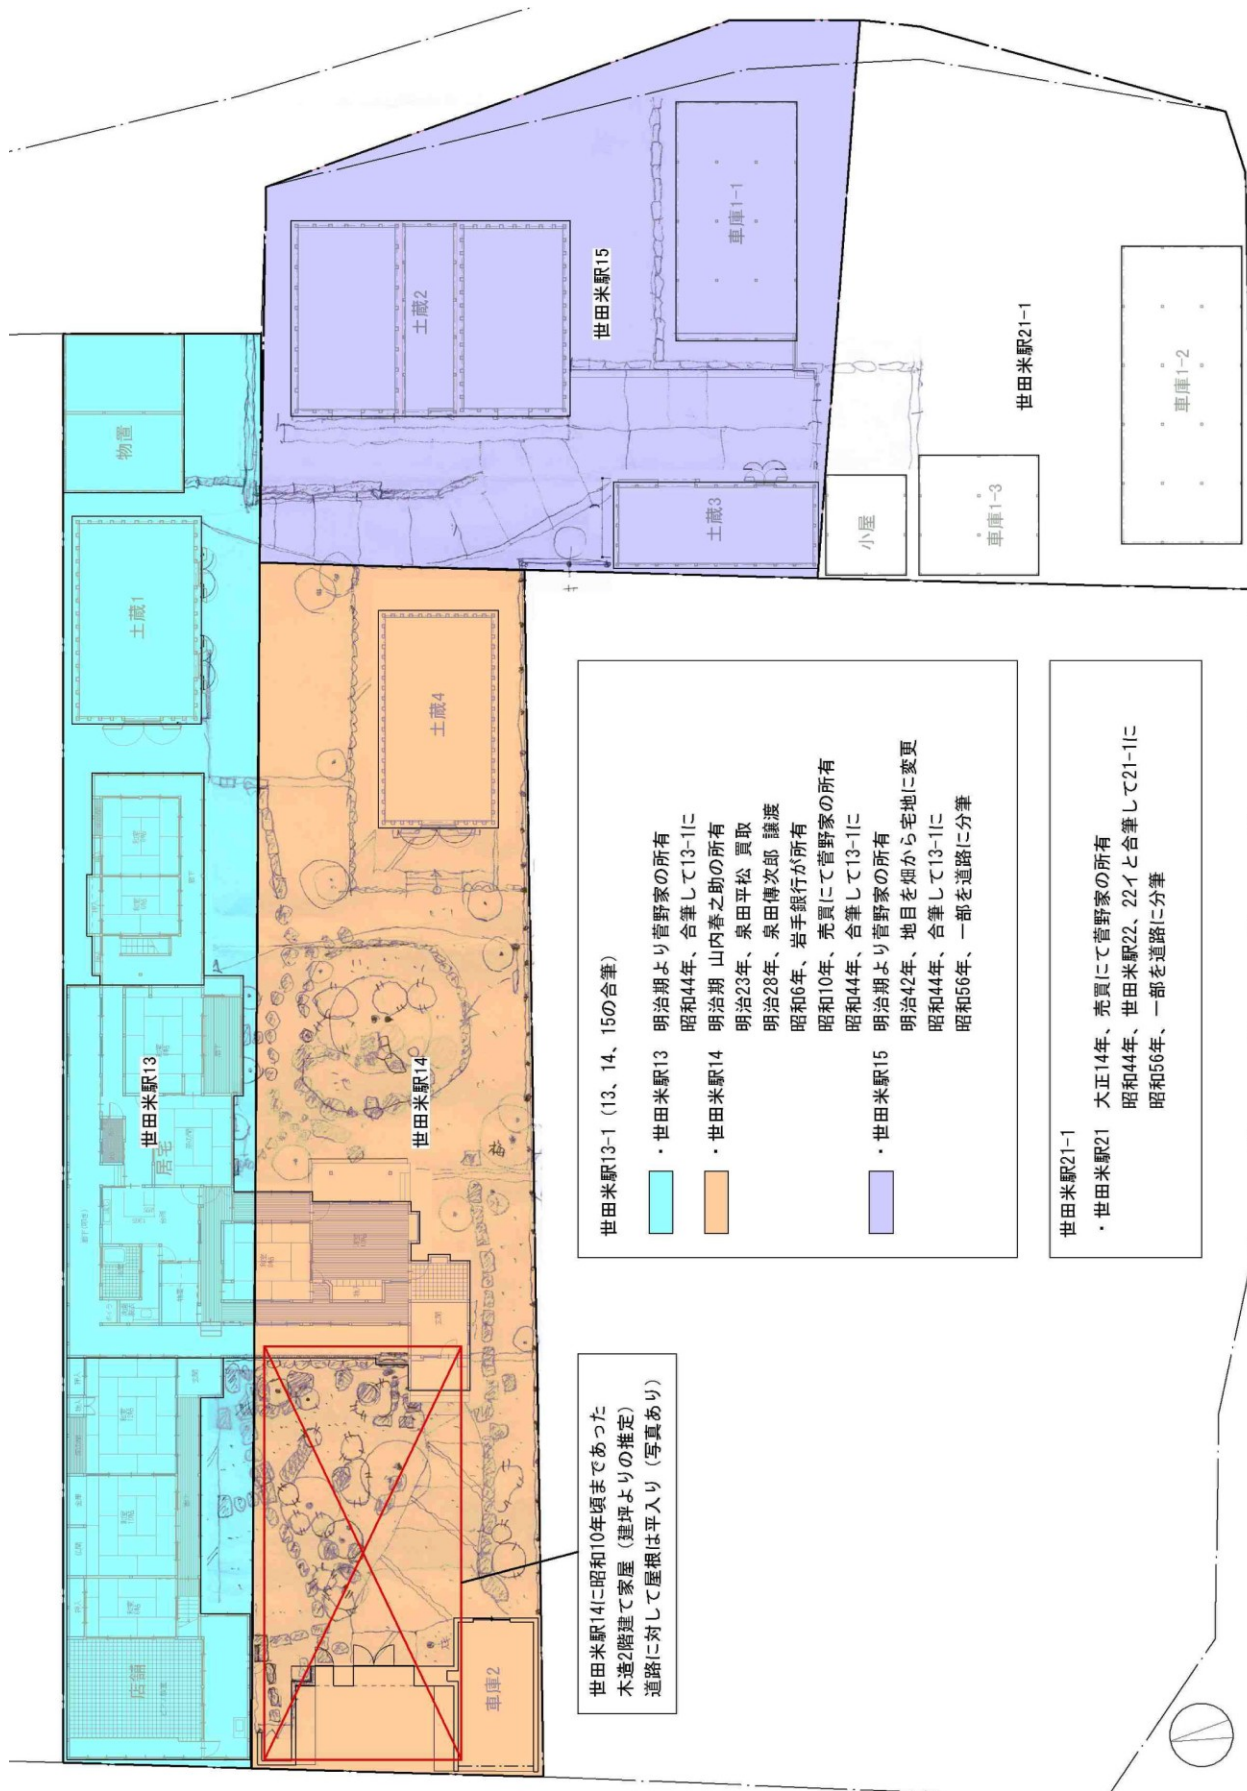 物置
土蔵1
土蔵2
世田米駅15
車庫1-1
土蔵3
小屋
車庫1-3
世田米駅21-1
車庫1-2
土蔵4
世田米駅13
居宅
世田米駅14
梅
店舗
車庫2
世田米駅14に昭和10年頃まであった
木造2階建て家屋（建坪よりの推定）
道路に対して屋根は平入り（写真あり）
世田米駅13-1（13、14、15の合筆）
・世田米駅13 明治期より菅野家の所有
昭和44年、合筆して13-1に
・世田米駅14 明治期 山内春之助の所有
明治23年、泉田平松 買取
明治28年、泉田傳次郎 譲渡
昭和6年、岩手銀行が所有
昭和10年、売買にて菅野家の所有
昭和44年、合筆して13-1に
・世田米駅15 明治期より菅野家の所有
明治42年、地目を畑から宅地に変更
昭和44年、合筆して13-1に
昭和56年、一部を道路に分筆
世田米駅21-1
・世田米駅21 大正14年、売買にて菅野家の所有
昭和44年、世田米駅22、22イと合筆して21-1に
昭和56年、一部を道路に分筆